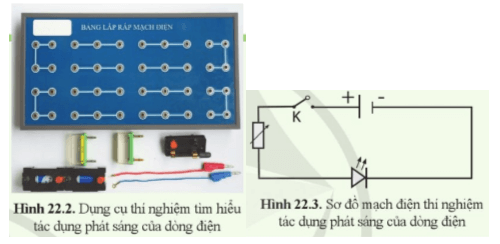 BẢNG LẮP RÁP MẠCH ĐIỆN
Hình 22.2. Dụng cụ thí nghiệm tìm hiểu
tác dụng phát sáng của dòng điện
K
+ -
Hình 22.3. Sơ đồ mạch điện thí nghiệm
tác dụng phát sáng của dòng điện